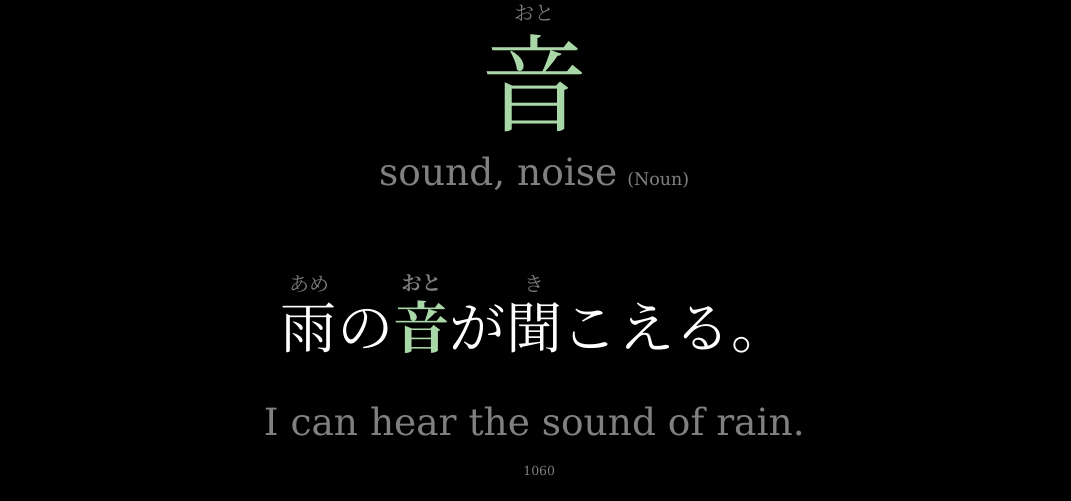 おと
音
sound, noise (Noun)
あめ おと き
雨の音が聞こえる。
I can hear the sound of rain.
1060